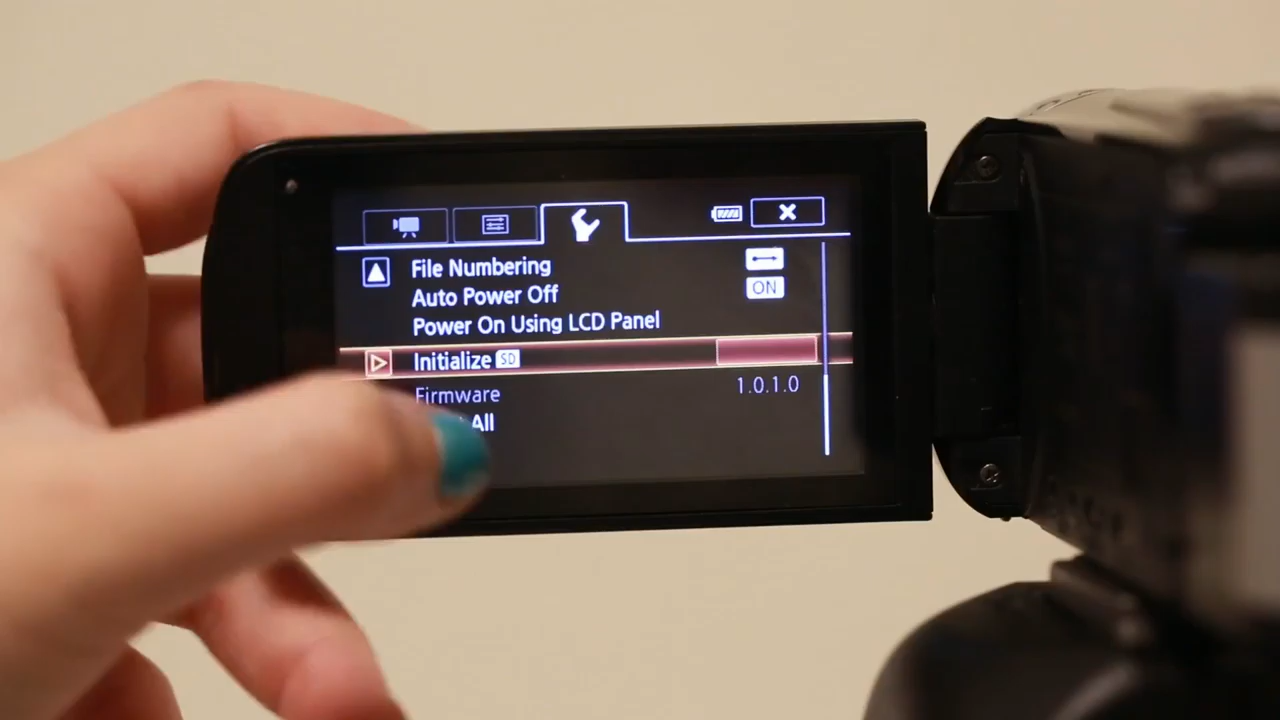 File Numbering
Auto Power Off ON
Power On Using LCD Panel
Initialize SD
Firmware 1.0.1.0
All